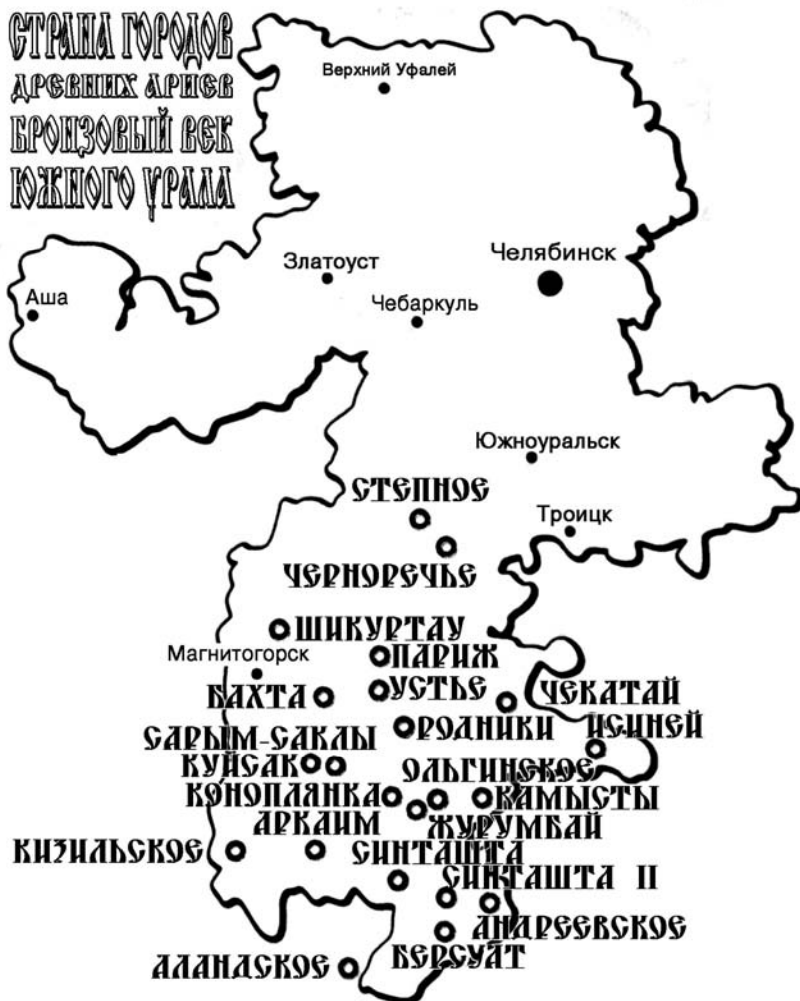 СТРАНА ГОРОДОВ
ДРЕВНИХ АРИЕВ
БРОНЗОВЫЙ ВЕК
ЮЖНОГО УРАЛА
Верхний Уфалей
Златоуст
Челябинск
Аша
Чебаркуль
Южноуральск
СТЕПНОЕ
Троицк
ЧЕРНОРЕЧЬЕ
ШИКУРТАУ
Магнитогорск
ПАРИЖ
БАХТА
УСТЬЕ
ЧЕКАТАЙ
САРЫМ-САКЛЫ
РОДНИКИ
ИСИНЕЙ
КУЙСАК
ОЛЬГИНСКОЕ
КОНОПЛЯНКА
КАМЫСТЫ
АРКАИМ
ЖУРУМБАЙ
КИЗИЛЬСКОЕ
СИНТАШТА
СИНТАШТА II
АНДРЕЕВСКОЕ
БЕРСУАТ
АЛАНДСКОЕ